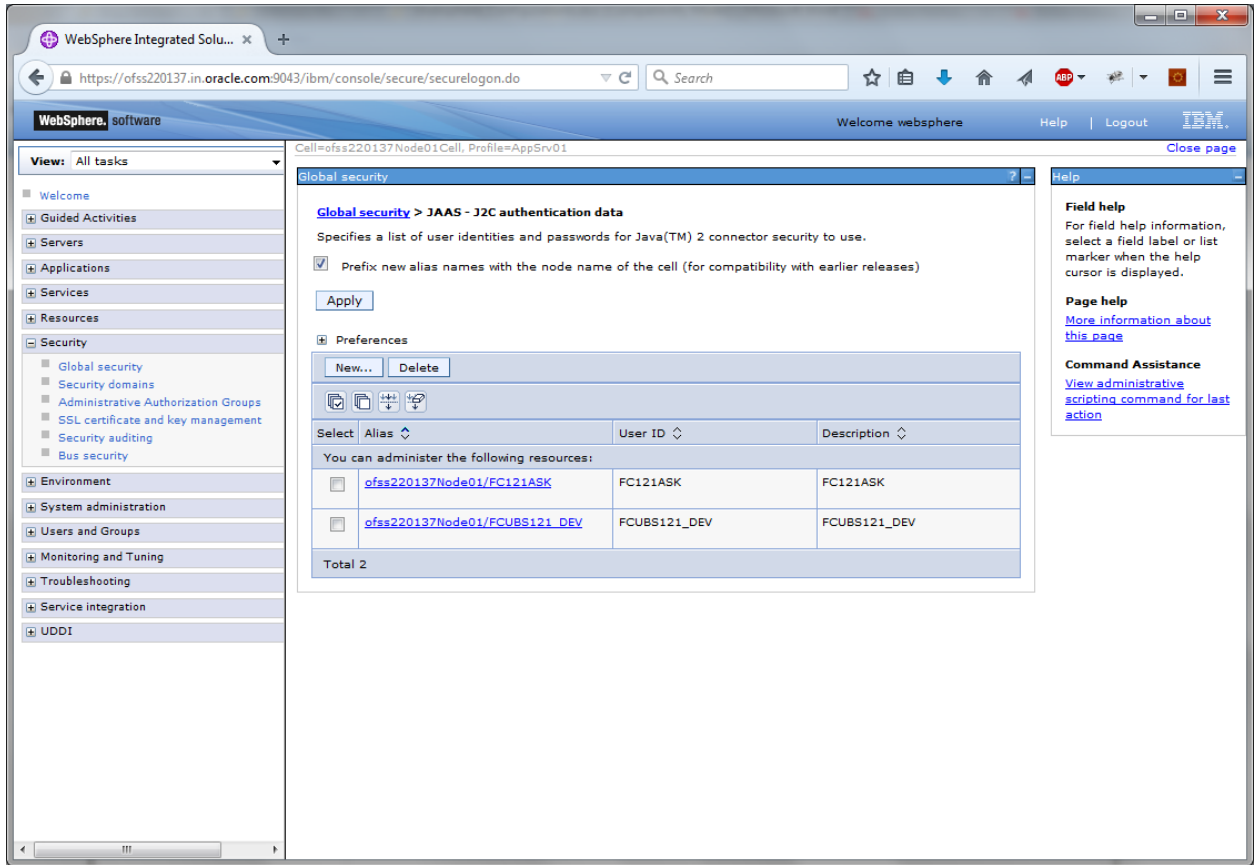 WebSphere Integrated Solu... ×
+
https://ofss220137.in.oracle.com:9043/ibm/console/secure/securelogon.do
Search
ABP
WebSphere. software
Welcome websphere
Help | Logout
IBM.
View: All tasks
Welcome
Guided Activities
Servers
Applications
Services
Resources
Security
Global security
Security domains
Administrative Authorization Groups
SSL certificate and key management
Security auditing
Bus security
Environment
System administration
Users and Groups
Monitoring and Tuning
Troubleshooting
Service integration
UDDI
Cell=ofss220137Node01Cell, Profile=AppSrv01
Close page
Global security ? –
Global security > JAAS - J2C authentication data
Specifies a list of user identities and passwords for Java(TM) 2 connector security to use.
Prefix new alias names with the node name of the cell (for compatibility with earlier releases)
Apply
Preferences
New... Delete
Select Alias User ID Description
You can administer the following resources:
ofss220137Node01/FC121ASK FC121ASK FC121ASK
ofss220137Node01/FCUBS121_DEV FCUBS121_DEV FCUBS121_DEV
Total 2
Help –
Field help
For field help information,
select a field label or list
marker when the help
cursor is displayed.
Page help
More information about
this page
Command Assistance
View administrative
scripting command for last
action